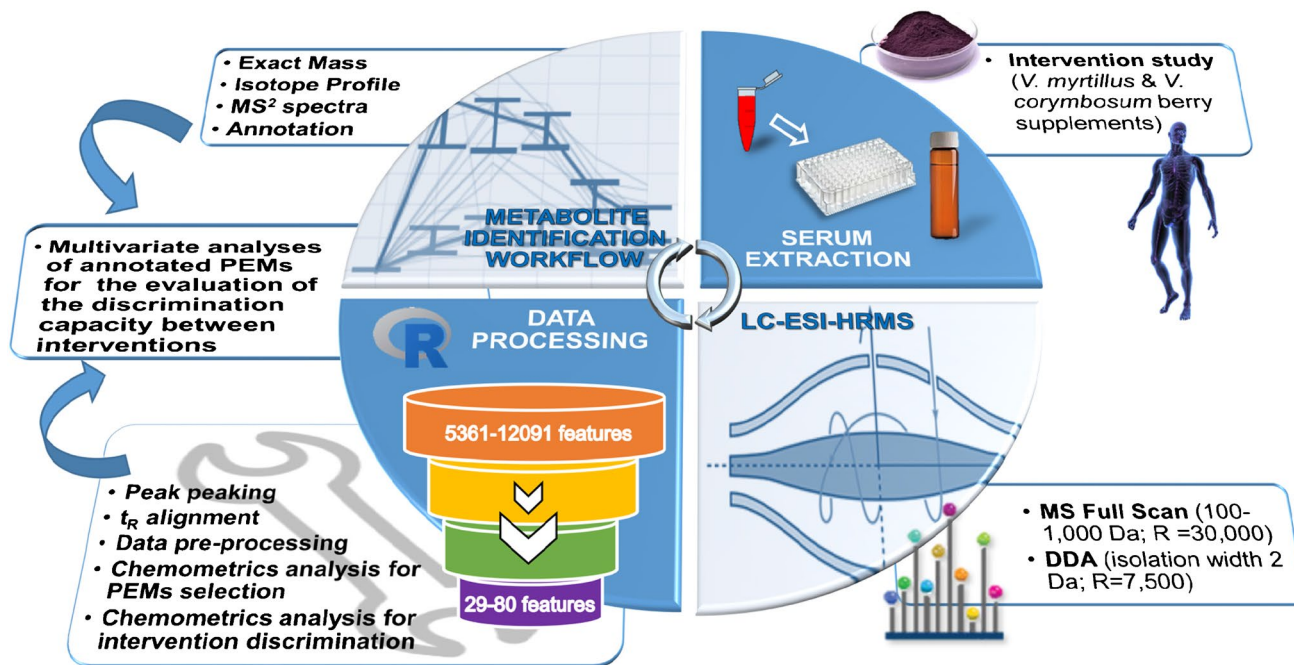 • Exact Mass
• Isotope Profile
• MS² spectra
• Annotation
• Multivariate analyses
of annotated PEMs
for the evaluation of
the discrimination
capacity between
interventions
• Peak peaking
• tR alignment
• Data pre-processing
• Chemometrics analysis for
PEMs selection
• Chemometrics analysis for
intervention discrimination
METABOLITE
IDENTIFICATION
WORKFLOW
SERUM
EXTRACTION
R
DATA
PROCESSING
5361-12091 features
29-80 features
LC-ESI-HRMS
• Intervention study
(V. myrtillus & V.
corymbosum berry
supplements)
• MS Full Scan (100-
1,000 Da; R =30,000)
• DDA (isolation width 2
Da; R=7,500)